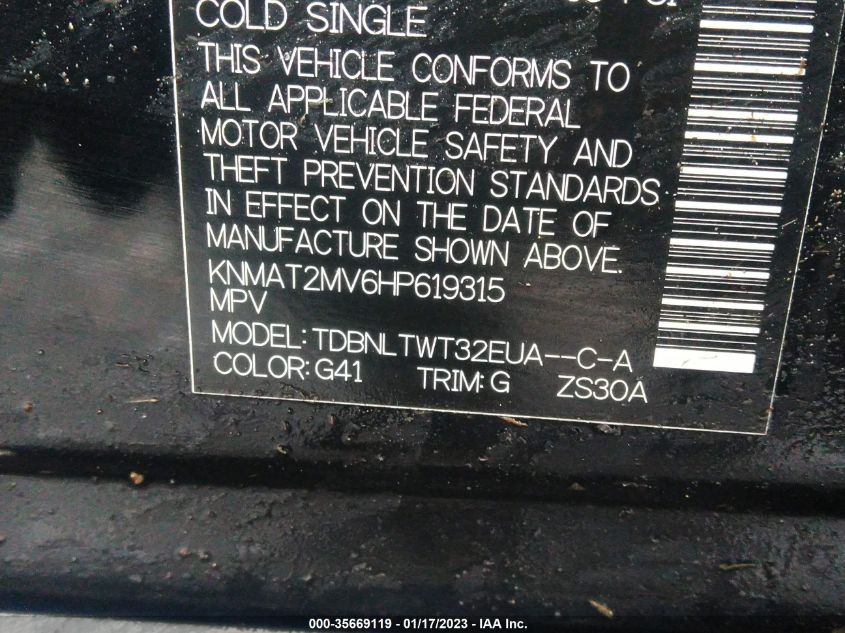 COLD SINGLE
THIS VEHICLE CONFORMS TO
ALL APPLICABLE FEDERAL
MOTOR VEHICLE SAFETY AND
THEFT PREVENTION STANDARDS
IN EFFECT ON THE DATE OF
MANUFACTURE SHOWN ABOVE.
KNMAT2MV6HP619315
MPV
MODEL: TDBNLTWT32EUA--C-A
COLOR: G41 TRIM: G ZS30A
000-35669119 - 01/17/2023 - IAA Inc.